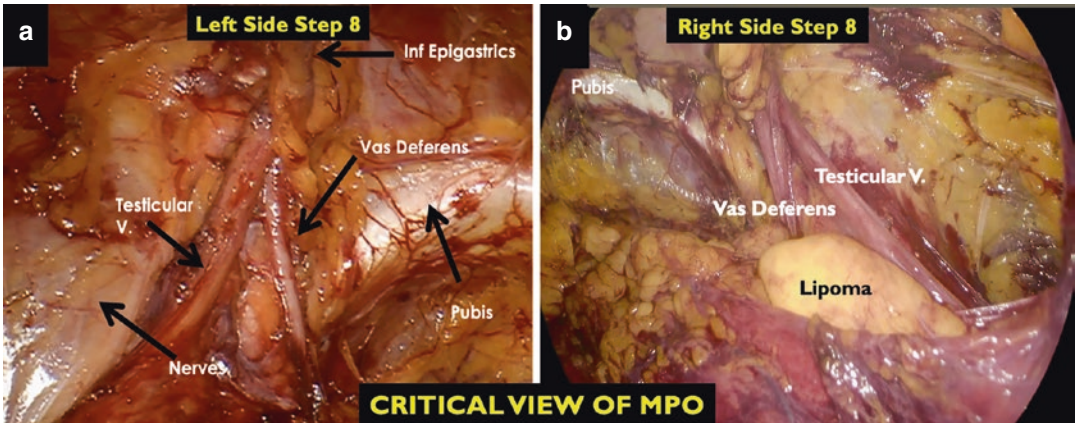 a
Left Side Step 8
Inf Epigastrics
Vas Deferens
Testicular
V.
Pubis
Nerves
b
Right Side Step 8
Pubis
Testicular V.
Vas Deferens
Lipoma
CRITICAL VIEW OF MPO